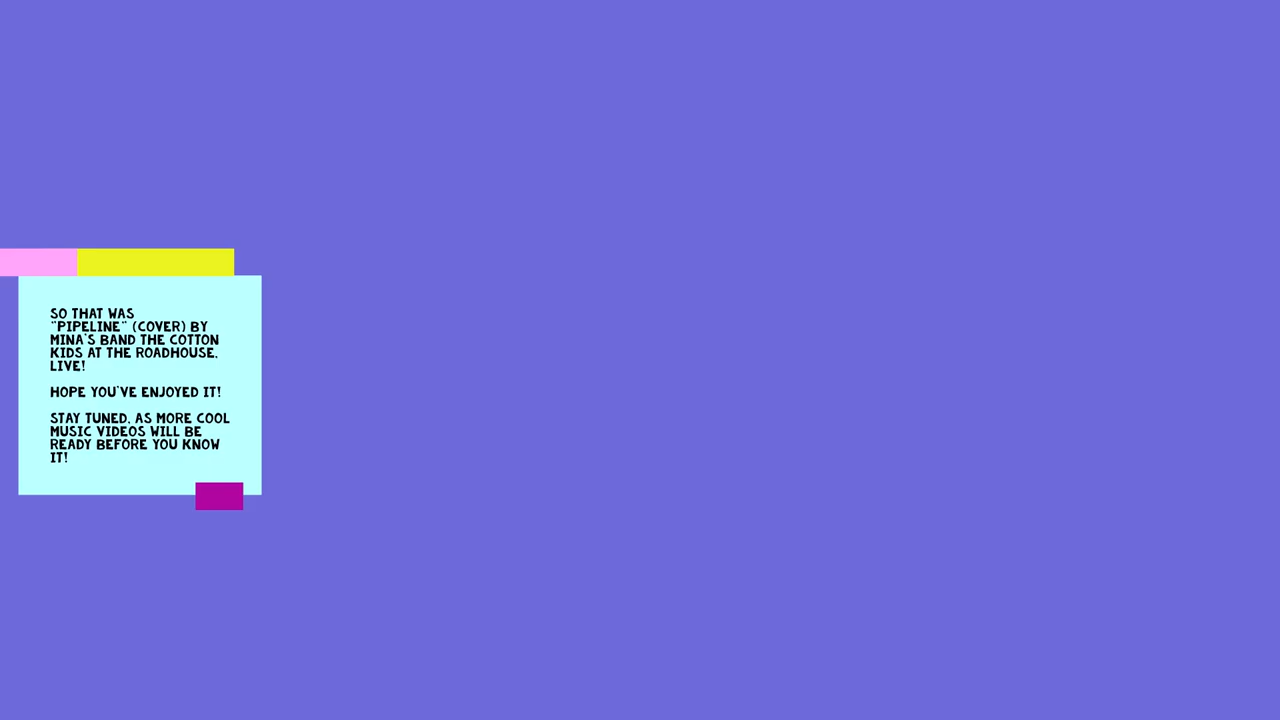 SO THAT WAS
"PIPELINE" (COVER) BY
MINA'S BAND THE COTTON
KIDS AT THE ROADHOUSE.
LIVE!
HOPE YOU'VE ENJOYED IT!
STAY TUNED, AS MORE COOL
MUSIC VIDEOS WILL BE
READY BEFORE YOU KNOW
IT!